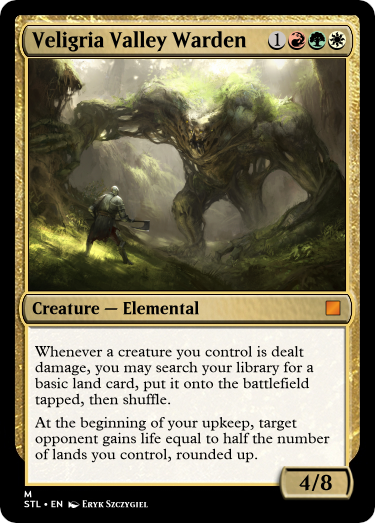 Veligria Valley Warden 1
Creature — Elemental
Whenever a creature you control is dealt
damage, you may search your library for a
basic land card, put it onto the battlefield
tapped, then shuffle.
At the beginning of your upkeep, target
opponent gains life equal to half the number
of lands you control, rounded up.
4/8
M
STL • EN Eryk Szczygiel